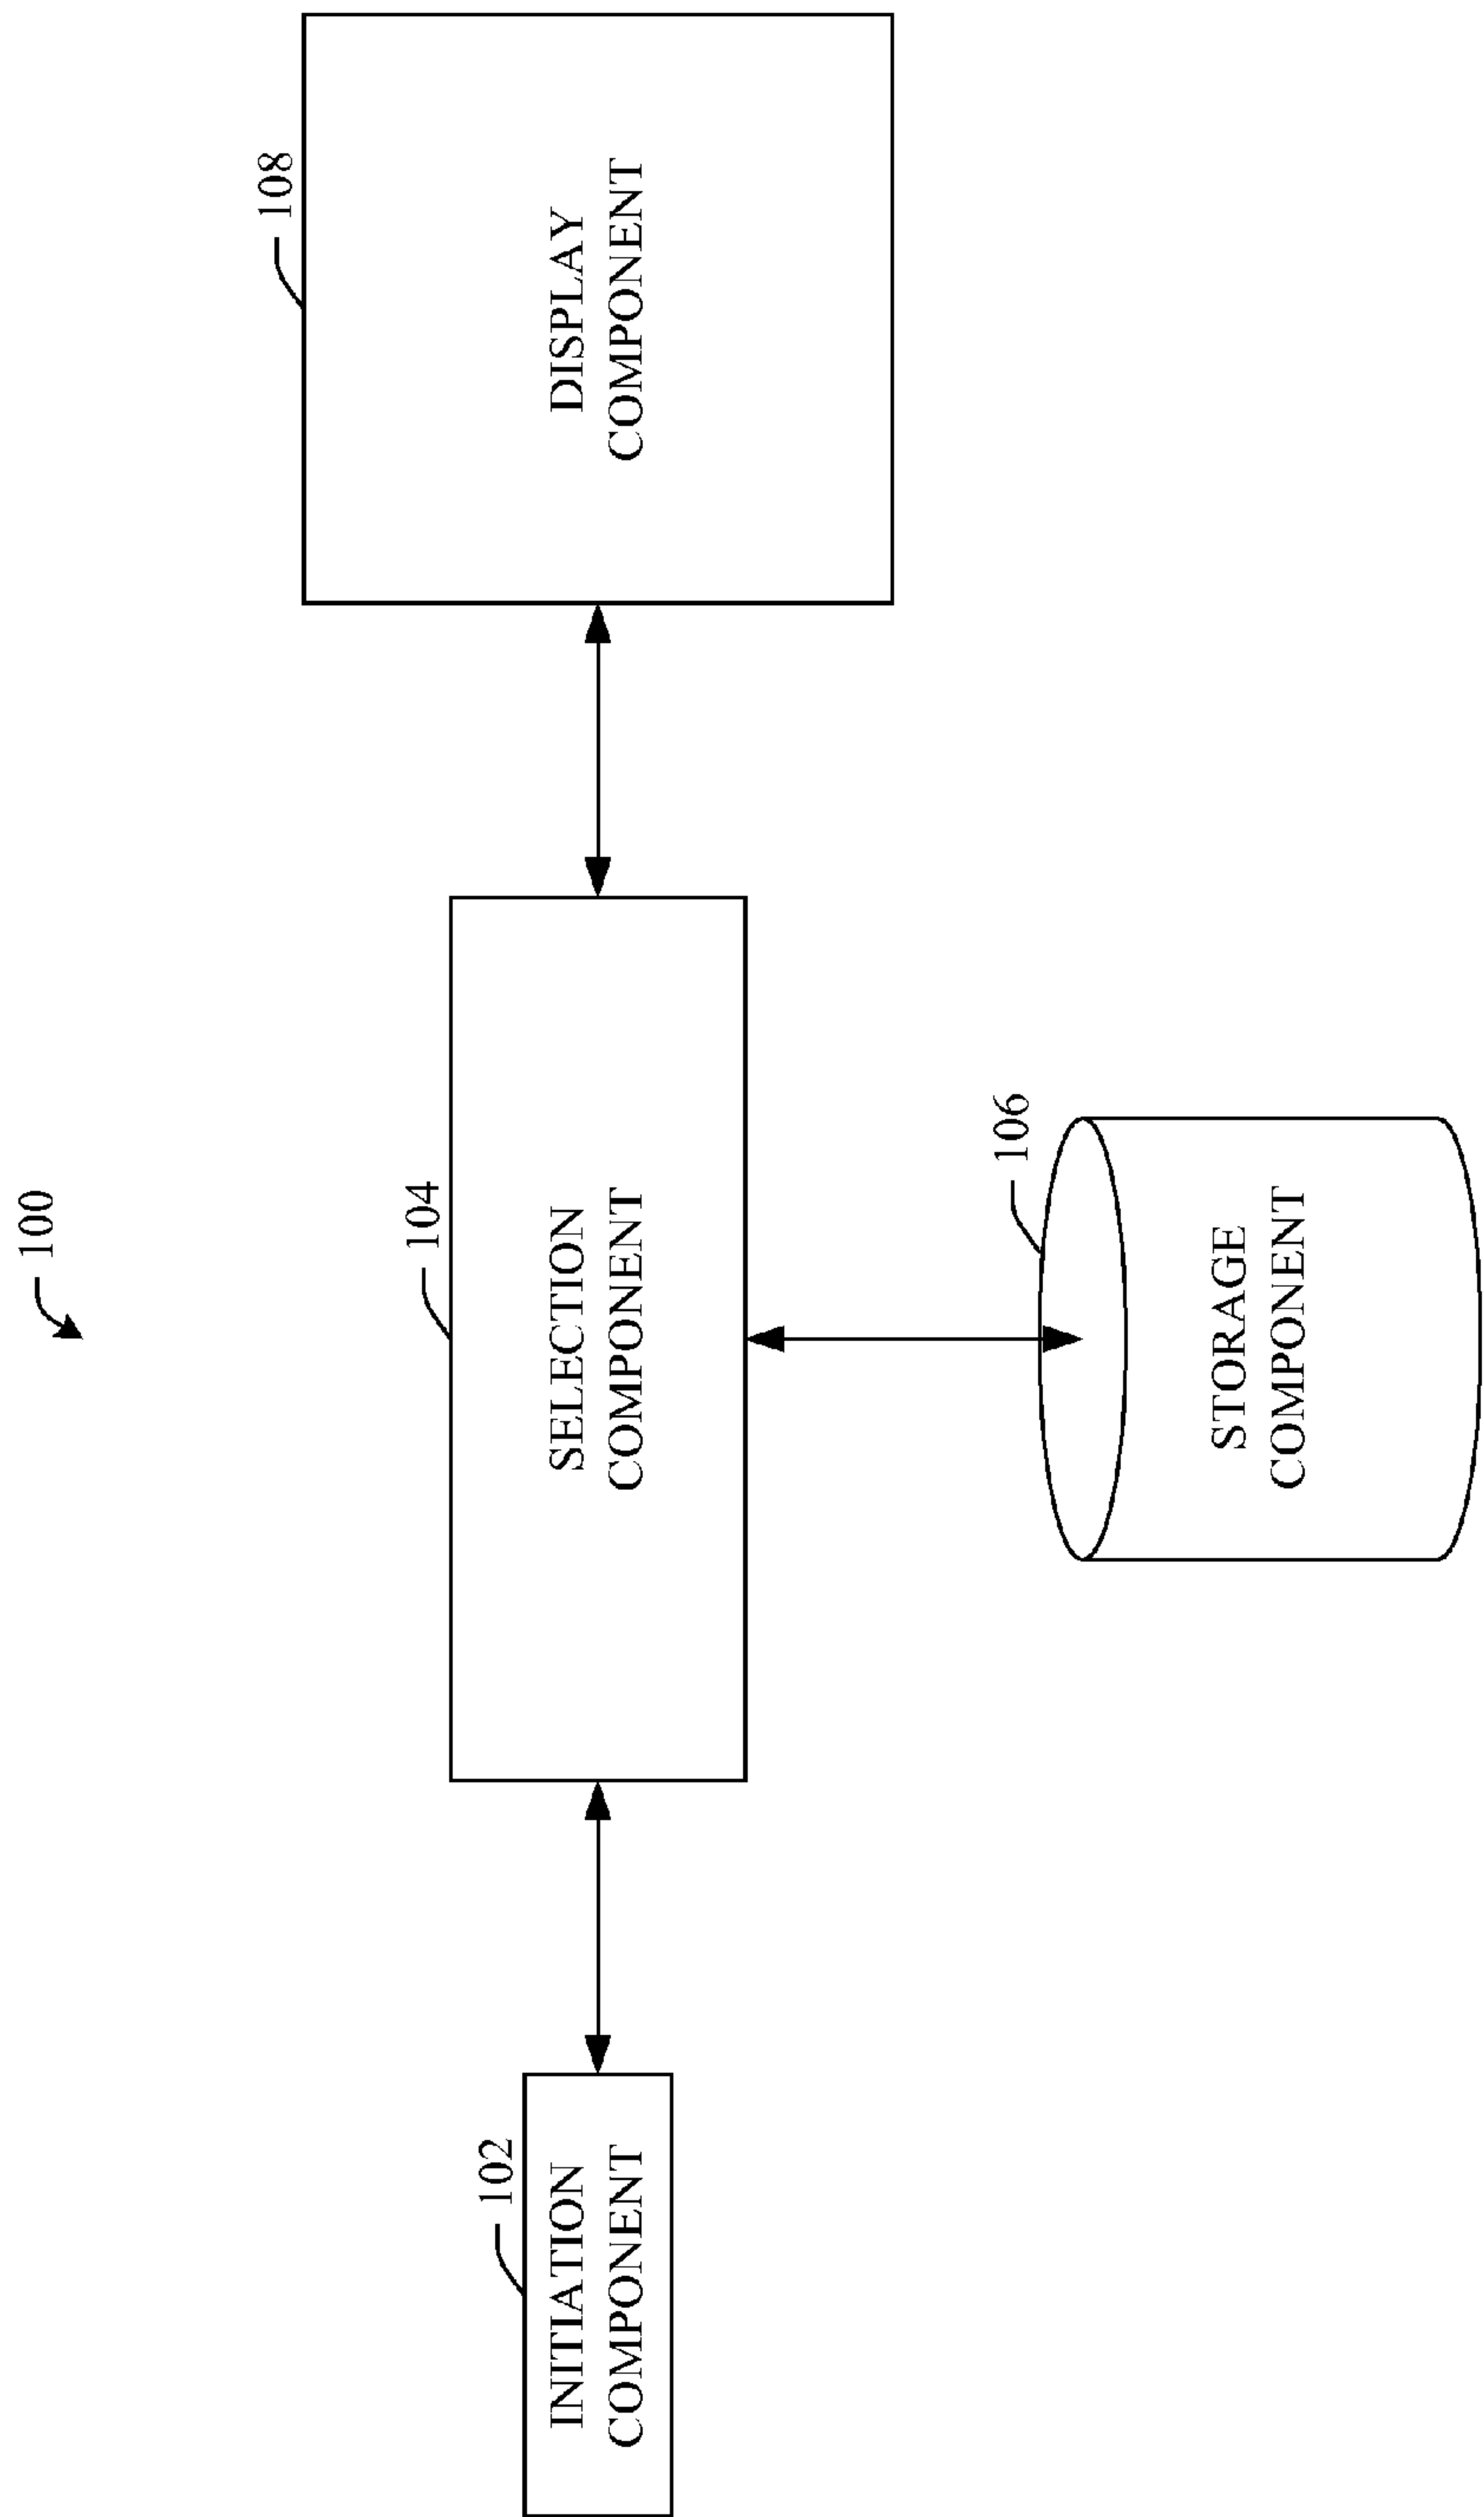 100
102
INITIATION
COMPONENT
104
SELECTION
COMPONENT
108
DISPLAY
COMPONENT
106
STORAGE
COMPONENT